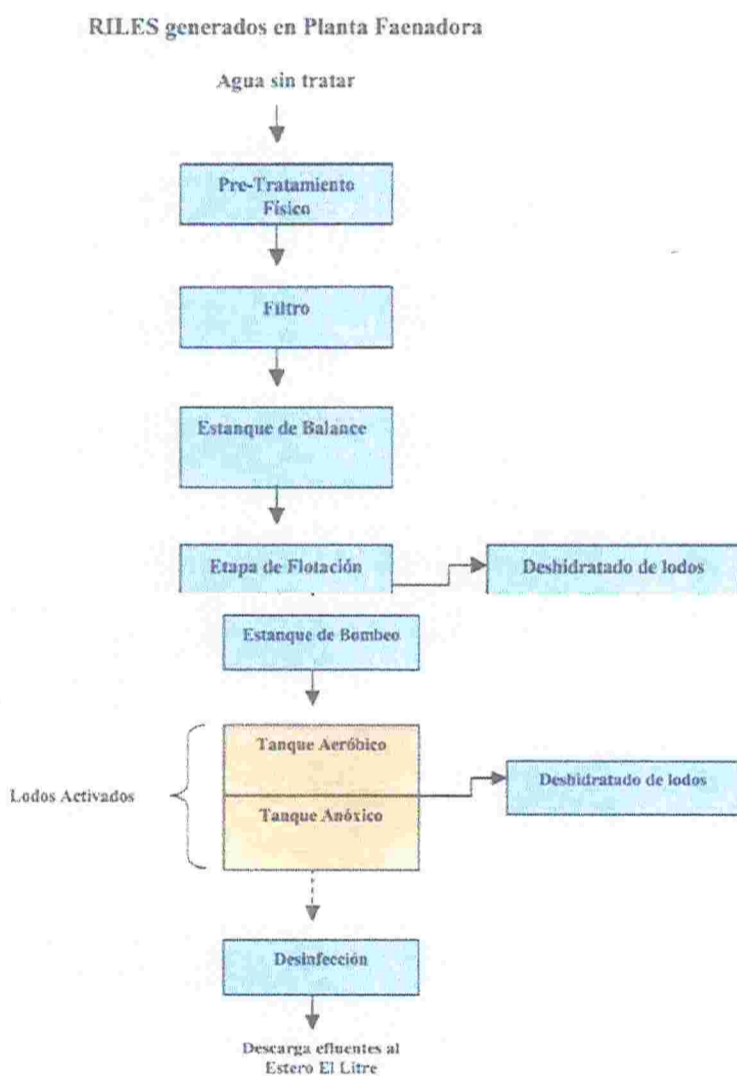 RILES generados en Planta Faenadora
Agua sin tratar
Pre-Tratamiento
Físico
Filtro
Estanque de Balance
Etapa de Flotación
Deshidratado de lodos
Estanque de Bombeo
Tanque Aeróbico
Lodos Activados
Deshidratado de lodos
Tanque Anóxico
Desinfección
Descarga efluentes al
Estero El Litre